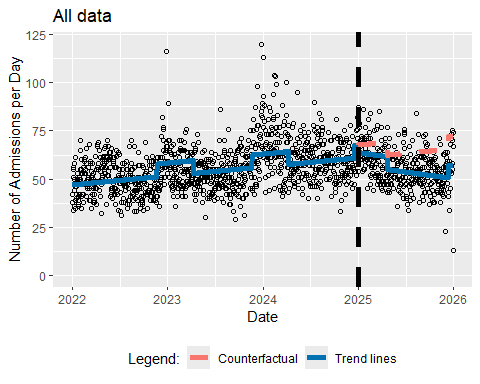 All data
Number of Admissions per Day
125
100
75
50
25
0
2022 2023 2024 2025 2026
Date
Legend: Counterfactual Trend lines